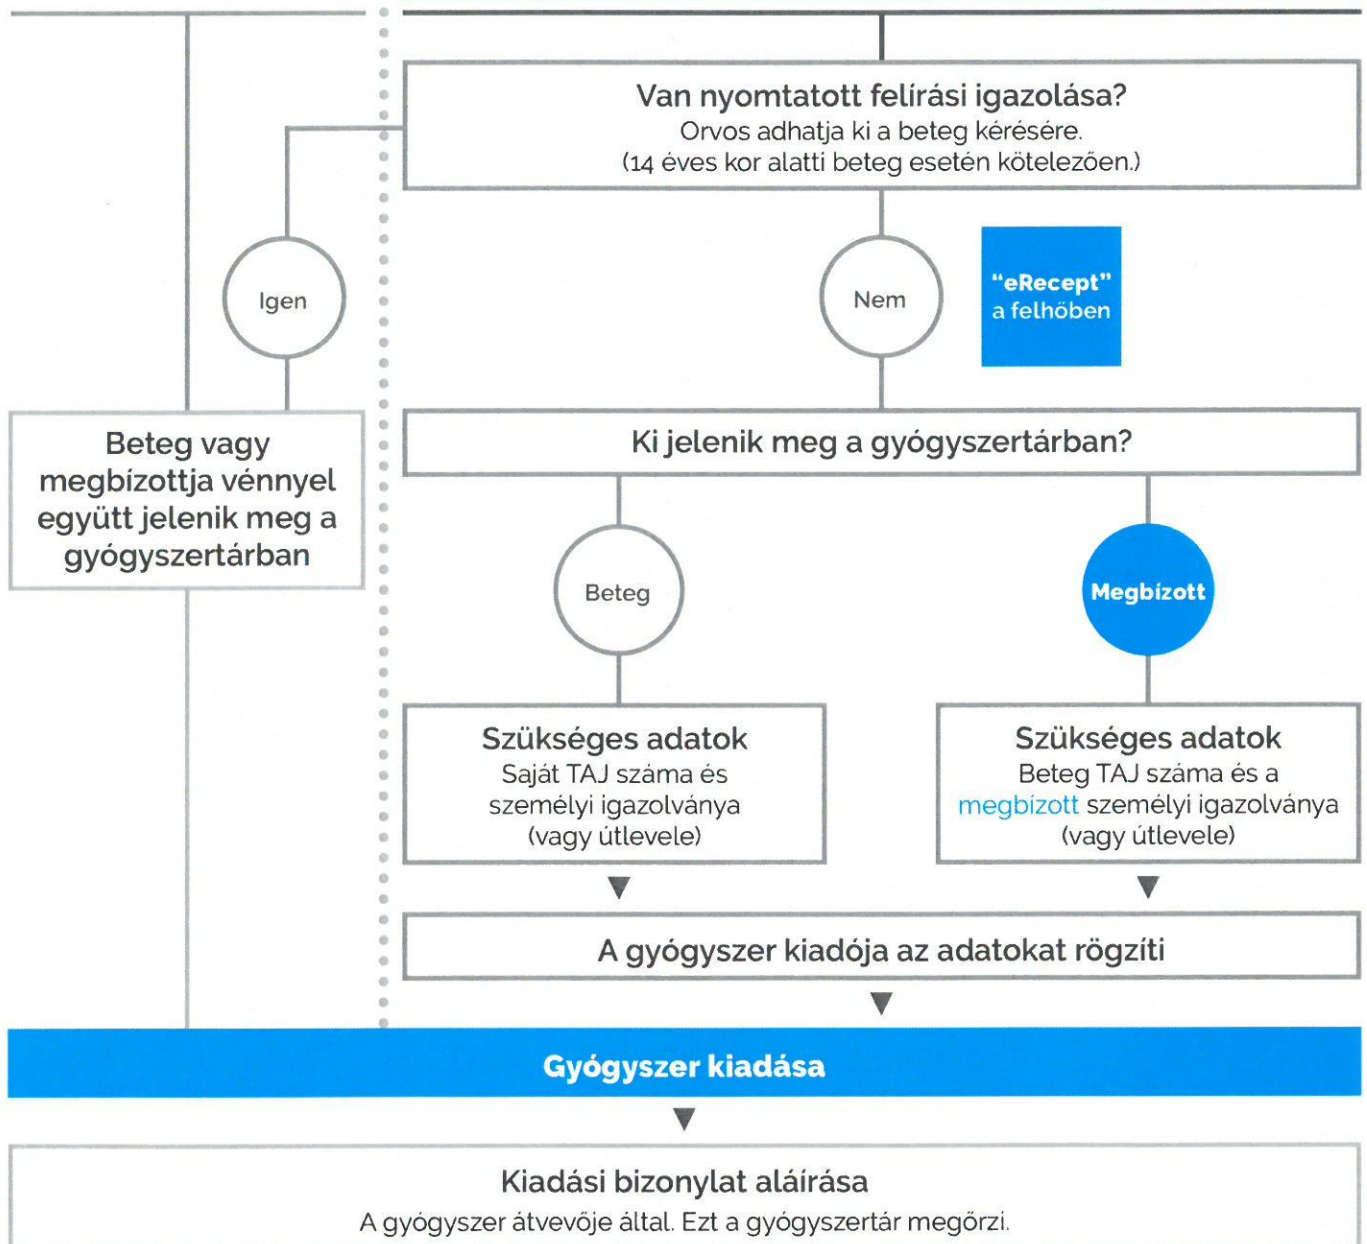 Van nyomtatott felírási igazolása?
Orvos adhatja ki a beteg kérésére.
(14 éves kor alatti beteg esetén kötelezően.)
Igen
Nem
"eRecept"
a felhőben
Beteg vagy
megbízottja vénnyel
együtt jelenik meg a
gyógyszertárban
Ki jelenik meg a gyógyszertárban?
Beteg
Megbízott
Szükséges adatok
Saját TAJ száma és
személyi igazolványa
(vagy útlevele)
Szükséges adatok
Beteg TAJ száma és a
megbízott személyi igazolványa
(vagy útlevele)
A gyógyszer kiadója az adatokat rögzíti
Gyógyszer kiadása
Kiadási bizonylat aláírása
A gyógyszer átvevője által. Ezt a gyógyszertár megőrzi.